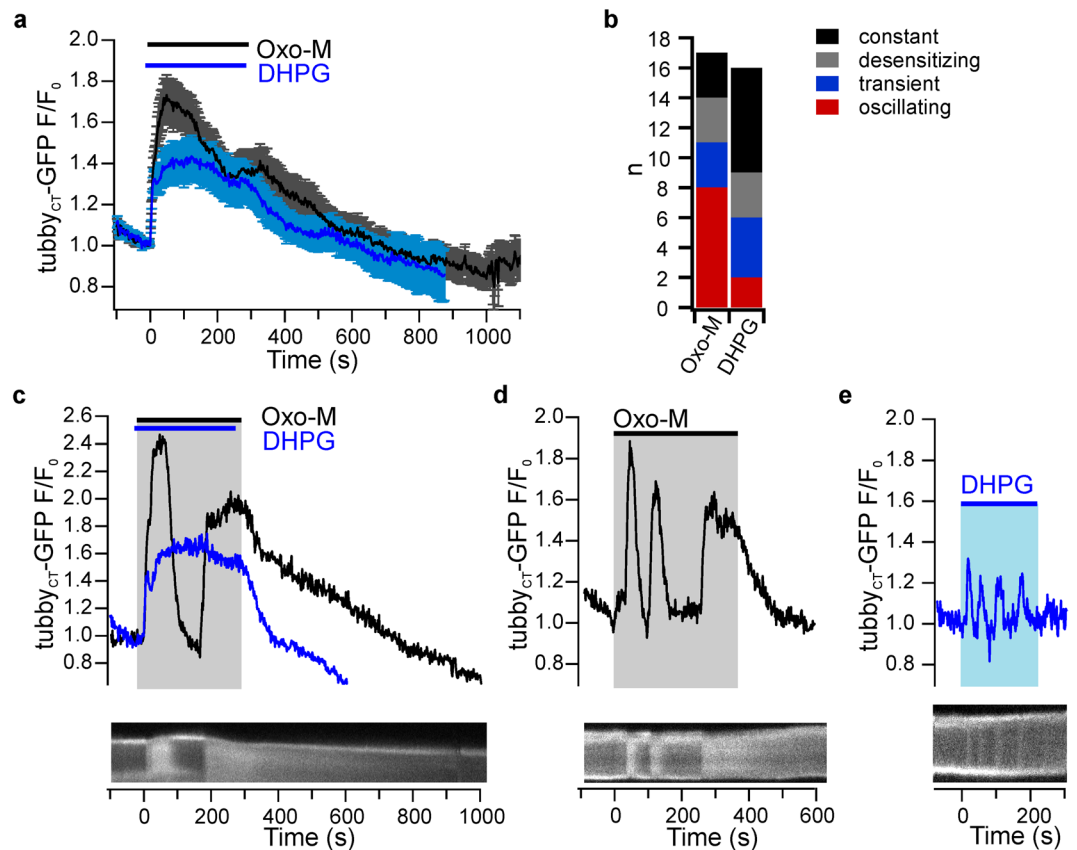 a
2.0
1.8
1.6
1.4
1.2
1.0
0.8
tubbyCT-GFP F/F0
Oxo-M
DHPG
0 200 400 600 800 1000
Time (s)
b
18
16
14
12
10
8
6
4
2
0
n
Oxo-M
DHPG
constant
desensitizing
transient
oscillating
c
2.6
2.4
2.2
2.0
1.8
1.6
1.4
1.2
1.0
0.8
tubbyCT-GFP F/F0
Oxo-M
DHPG
0 200 400 600 800 1000
Time (s)
d
2.0
1.8
1.6
1.4
1.2
1.0
0.8
tubbyCT-GFP F/F0
Oxo-M
0 200 400 600
Time (s)
e
2.0
1.8
1.6
1.4
1.2
1.0
0.8
tubbyCT-GFP F/F0
DHPG
0 200
Time (s)